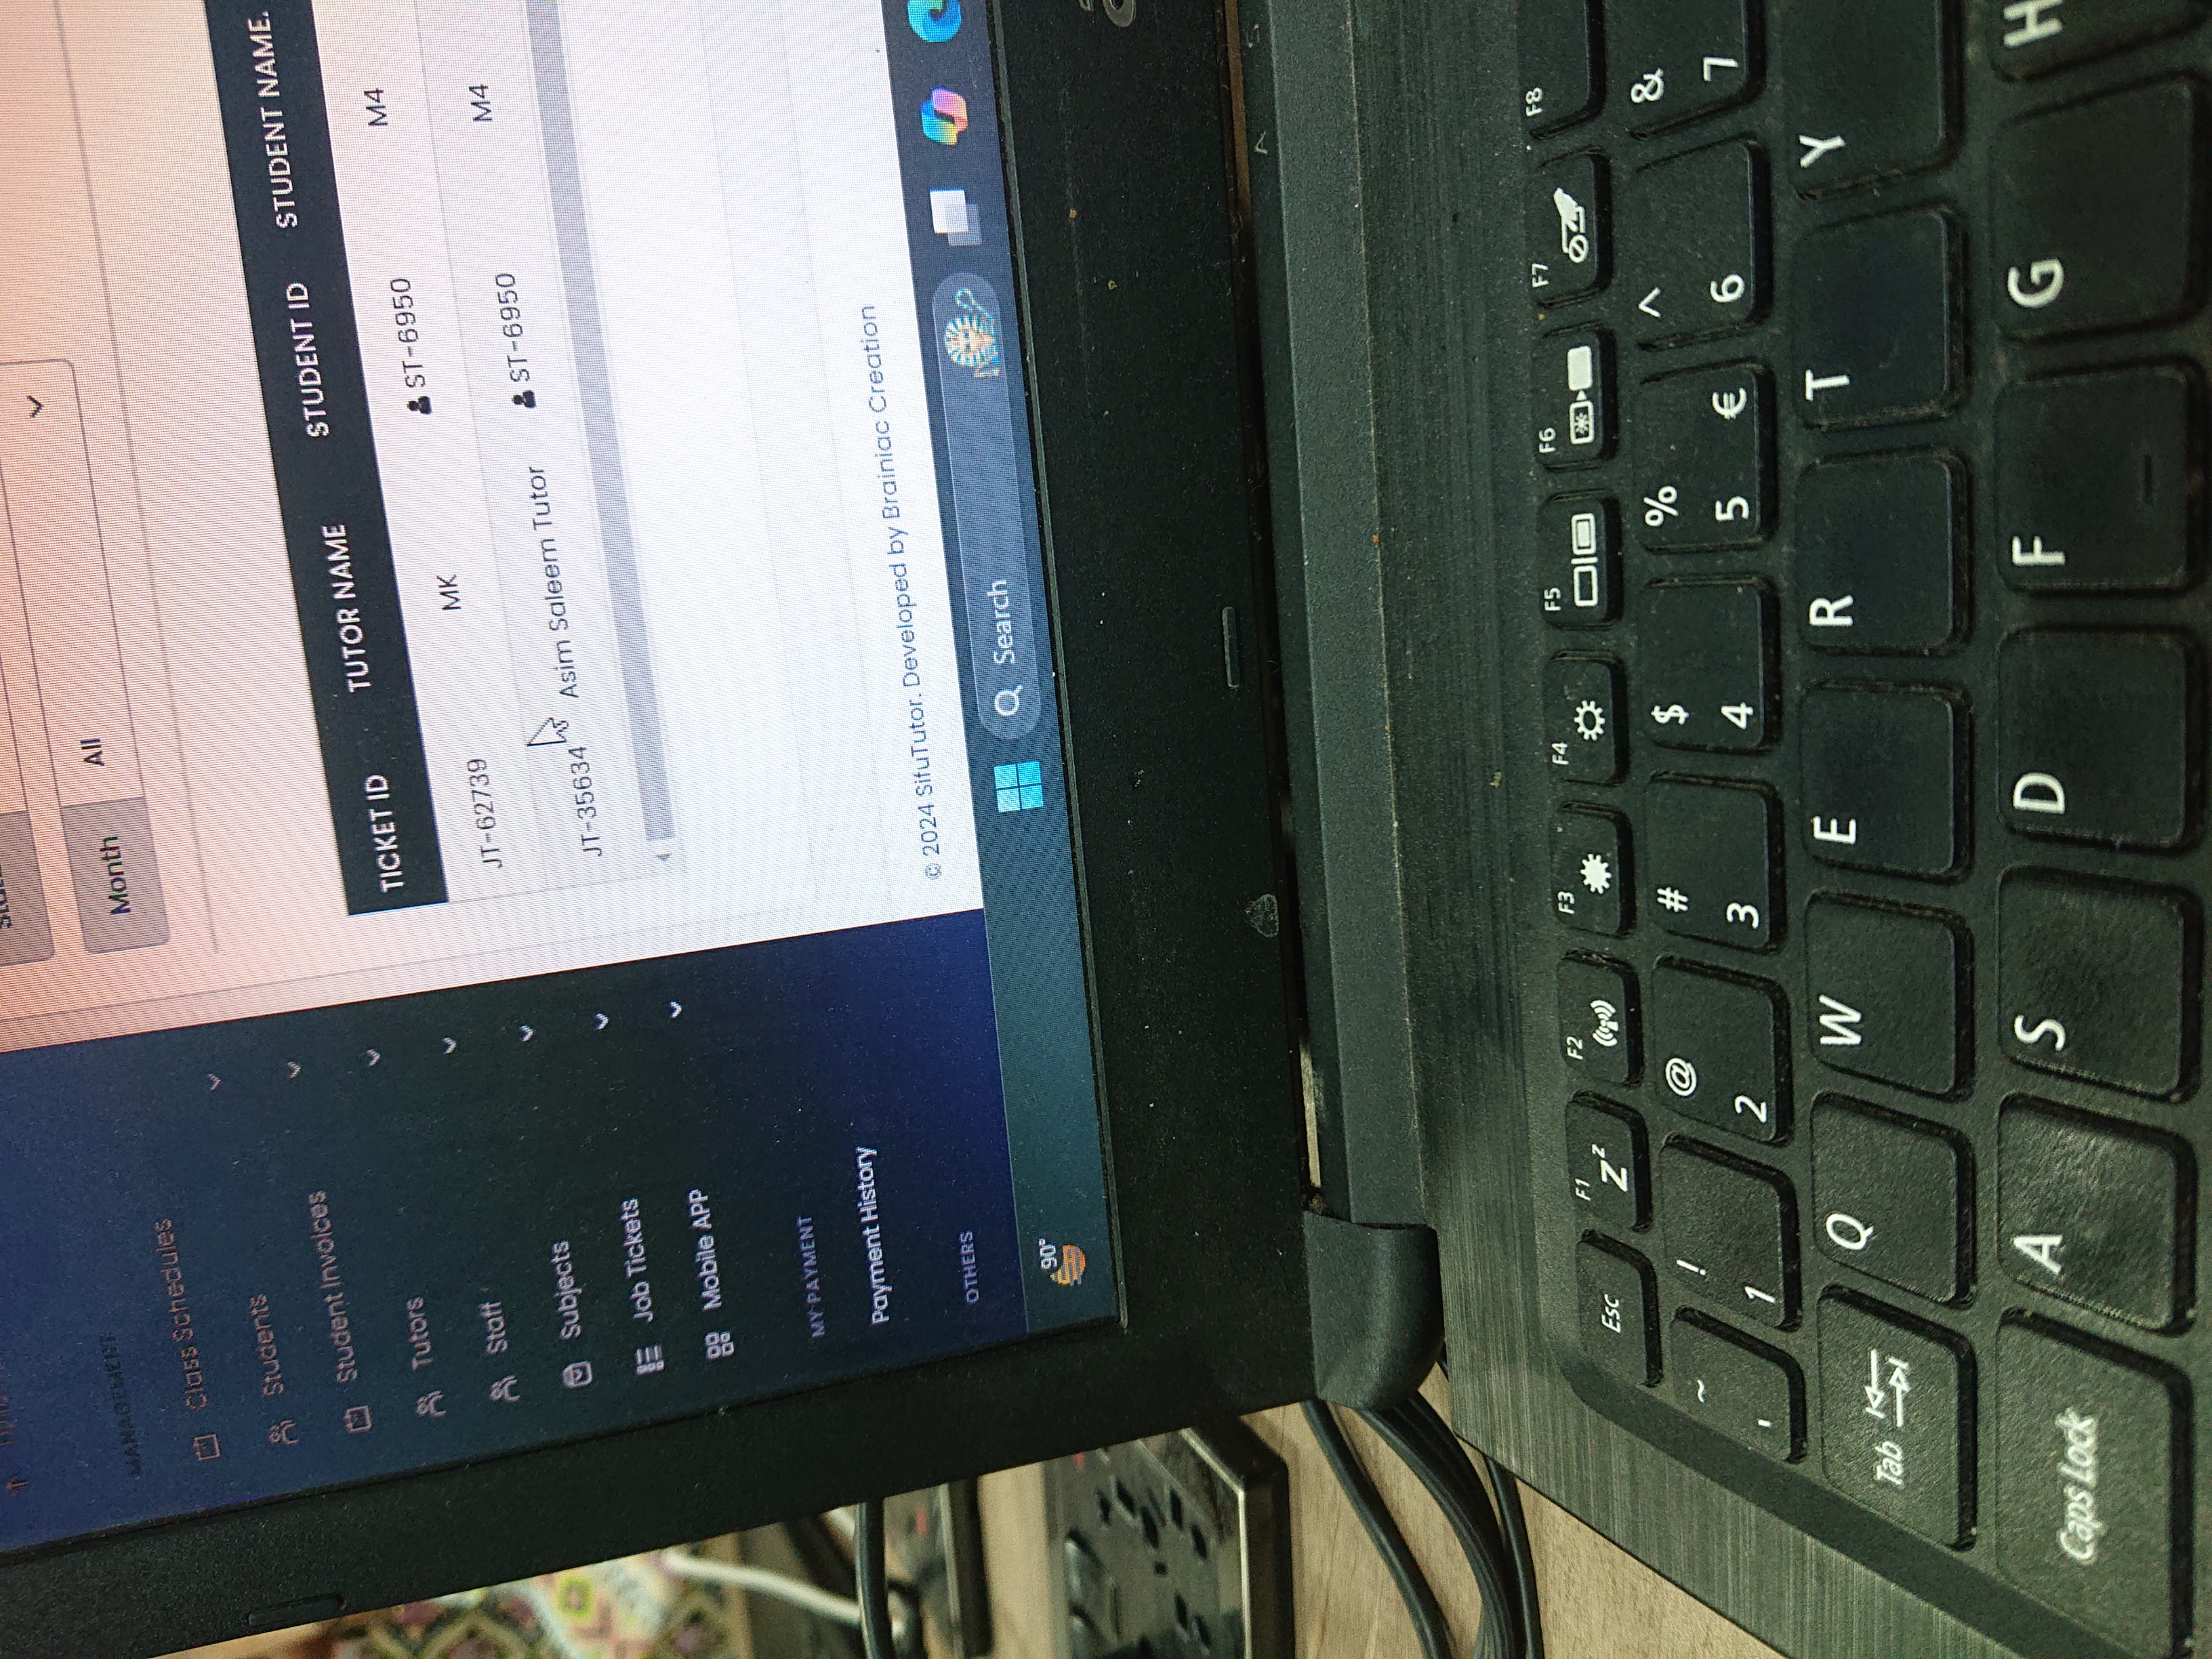 MANAGEMENT
Class Schedules
Students
Student Invoices
Tutors
Staff
Subjects
Job Tickets
Mobile APP
MY PAYMENT
Payment History
OTHERS
Month All
TICKET ID TUTOR NAME STUDENT ID STUDENT NAME.
JT-62739 MK ST-6950 M4
JT-35634 Asim Saleem Tutor ST-6950 M4
© 2024 SifuTutor. Developed by Brainiac Creation
90°
Search
Esc F1 Zz F2 F3 F4 F5 F6 F7 F8
~ ! @ # $ % ^ &
1 2 3 4 5 € 6 7
Tab Q W E R T Y
Caps Lock A S D F G H